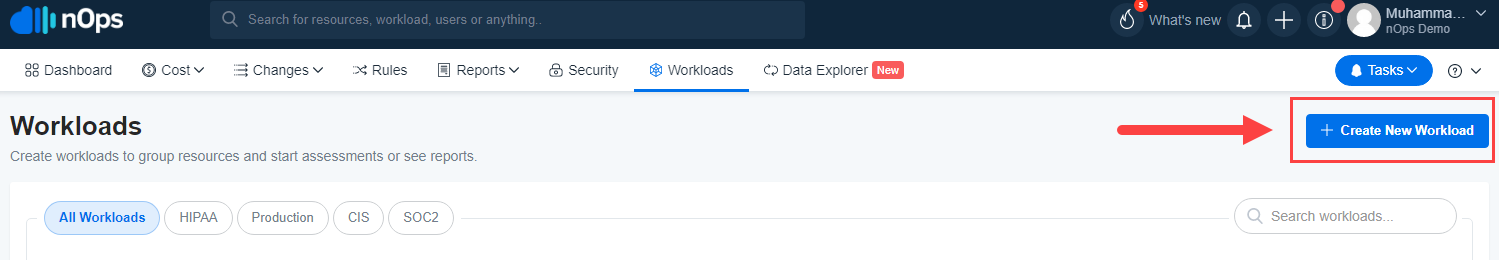 nOps
Search for resources, workload, users or anything..
5
What's new
Muhamma...
nOps Demo
Dashboard
Cost
Changes
Rules
Reports
Security
Workloads
Data Explorer
New
Tasks
Workloads
Create New Workload
Create workloads to group resources and start assessments or see reports.
All Workloads
HIPAA
Production
CIS
SOC2
Search workloads...